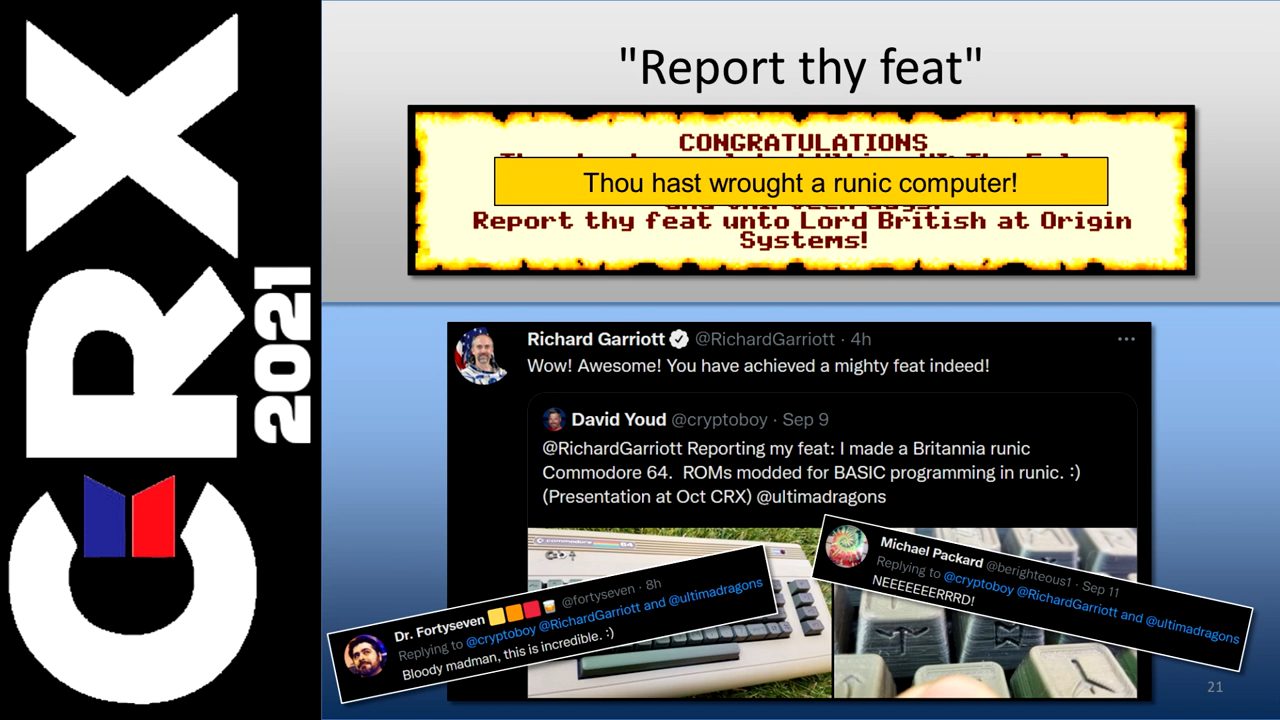 CRX
2021
"Report thy feat"
CONGRATULATIONS
Thou hast wrought a runic computer!
Report thy feat unto Lord British at Origin
Systems!
Richard Garriott @RichardGarriott · 4h
Wow! Awesome! You have achieved a mighty feat indeed!
David Youd @cryptoboy · Sep 9
@RichardGarriott Reporting my feat: I made a Britannia runic
Commodore 64. ROMs modded for BASIC programming in runic. :)
(Presentation at Oct CRX) @ultimadragons
commodore 64
Dr. Fortyseven @fortyseven · 8h
Replying to @cryptoboy @RichardGarriott and @ultimadragons
Bloody madman, this is incredible. :)
Michael Packard @berighteous1 · Sep 11
Replying to @cryptoboy @RichardGarriott and @ultimadragons
NEEEEEERRRD!
21